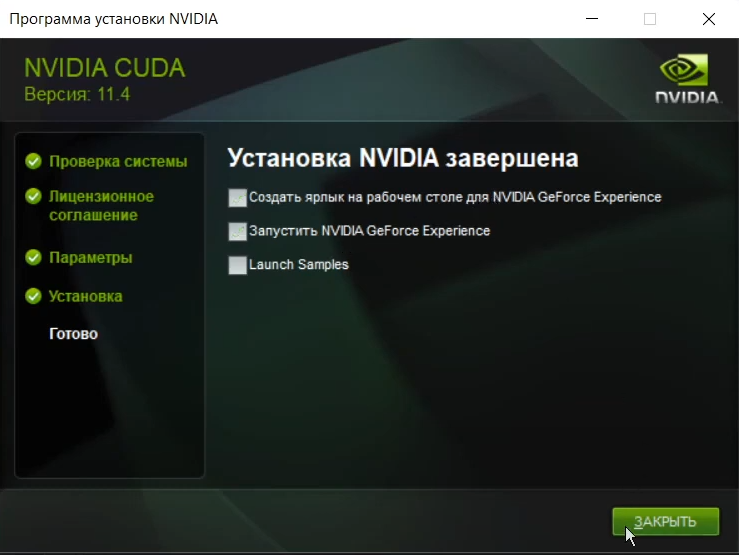 Программа установки NVIDIA
NVIDIA CUDA
Версия: 11.4
NVIDIA
Проверка системы
Лицензионное
соглашение
Параметры
Установка
Готово
Установка NVIDIA завершена
Создать ярлык на рабочем столе для NVIDIA GeForce Experience
Запустить NVIDIA GeForce Experience
Launch Samples
ЗАКРЫТЬ